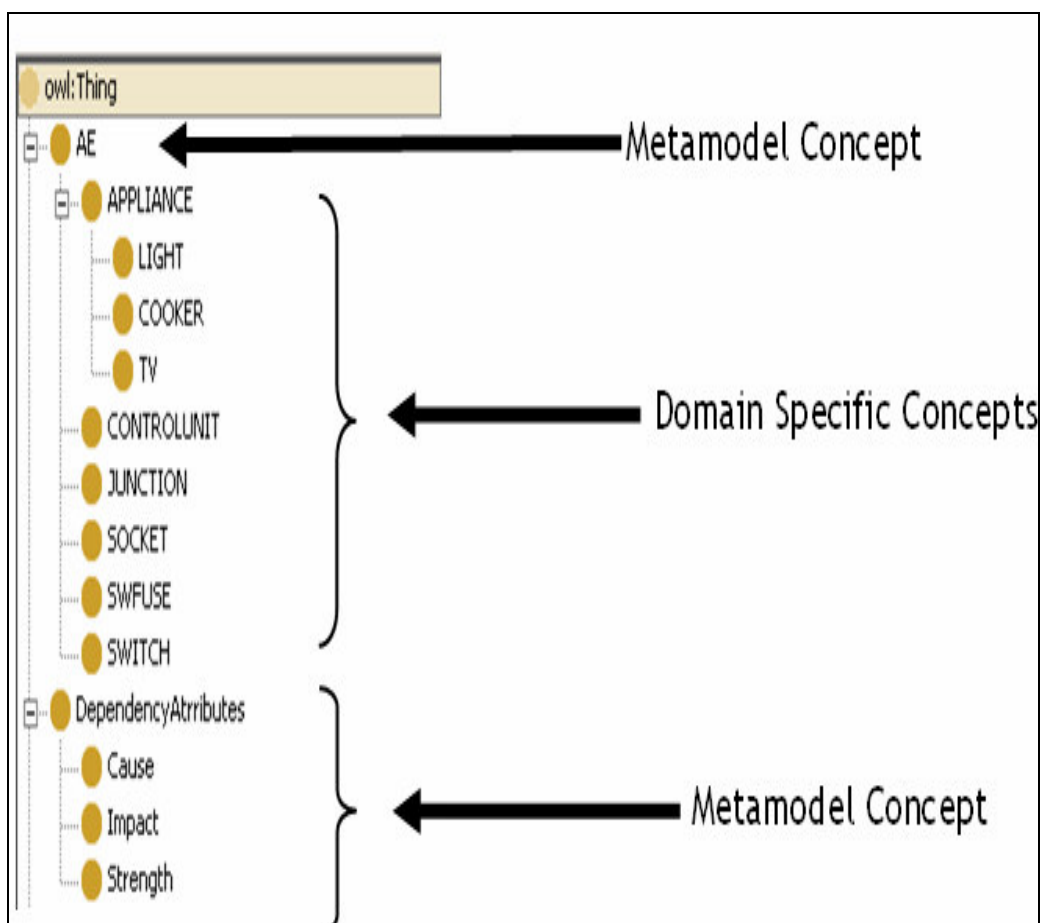 owl:Thing
AE
Metamodel Concept
APPLIANCE
LIGHT
COOKER
TV
Domain Specific Concepts
CONTROLUNIT
JUNCTION
SOCKET
SWFUSE
SWITCH
DependencyAtrributes
Cause
Impact
Metamodel Concept
Strength